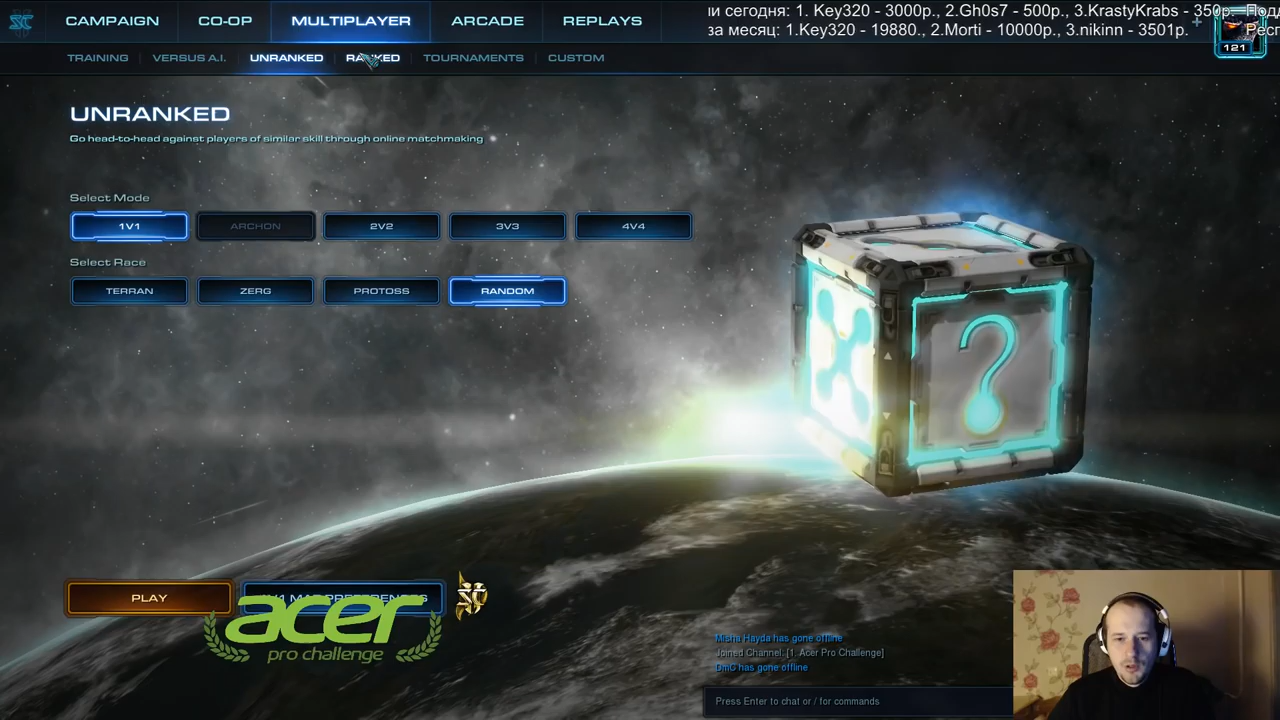 CAMPAIGN CO-OP MULTIPLAYER ARCADE REPLAYS
ли сегодня: 1. Key320 - 3000р., 2.Gh0s7 - 500р., 3.KrastyKrabs - 350р.
за месяц: 1.Key320 - 19880., 2.Morti - 10000р., 3.nikinn - 3501р.
121
TRAINING VERSUS A.I. UNRANKED RANKED TOURNAMENTS CUSTOM
UNRANKED
Go head-to-head against players of similar skill through online matchmaking
Select Mode
1V1 ARCHON 2V2 3V3 4V4
Select Race
TERRAN ZERG PROTOSS RANDOM
?
PLAY
acer
pro challenge
Misha Hayda has gone offline
Joined Channel: [1. Acer Pro Challenge]
DmC has gone offline
Press Enter to chat or / for commands